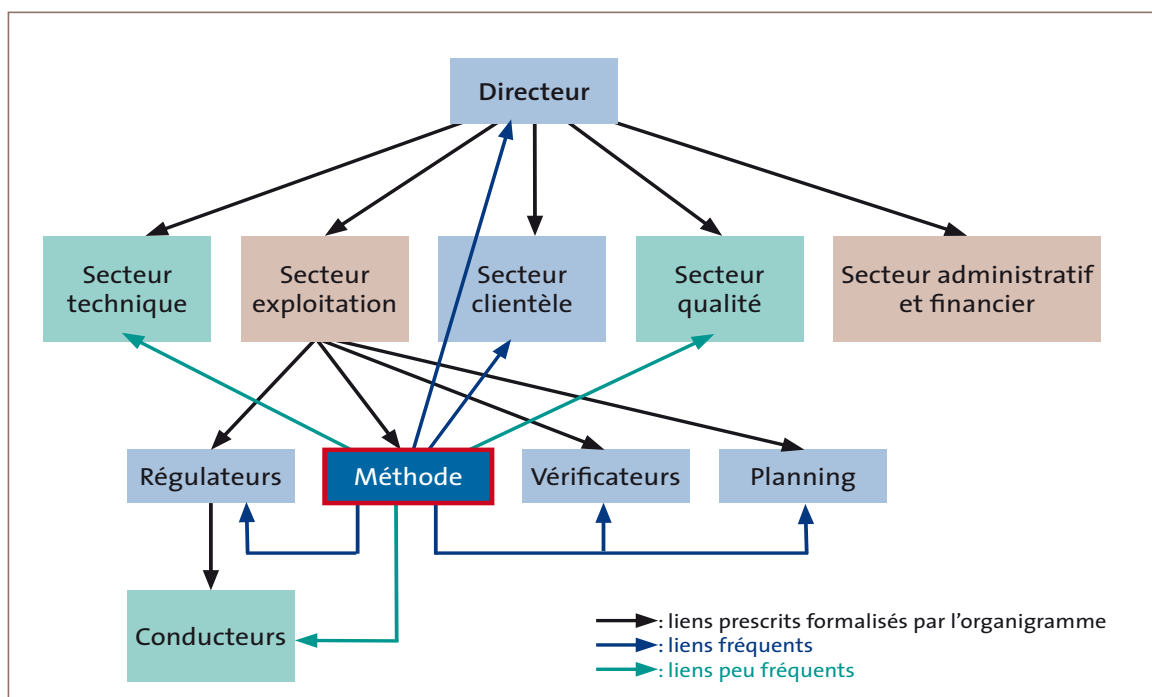 Directeur
Secteur
technique
Secteur
exploitation
Secteur
clientèle
Secteur
qualité
Secteur administratif
et financier
Régulateurs
Méthode
Vérificateurs
Planning
Conducteurs
: liens prescrits formalisés par l'organigramme
: liens fréquents
: liens peu fréquents